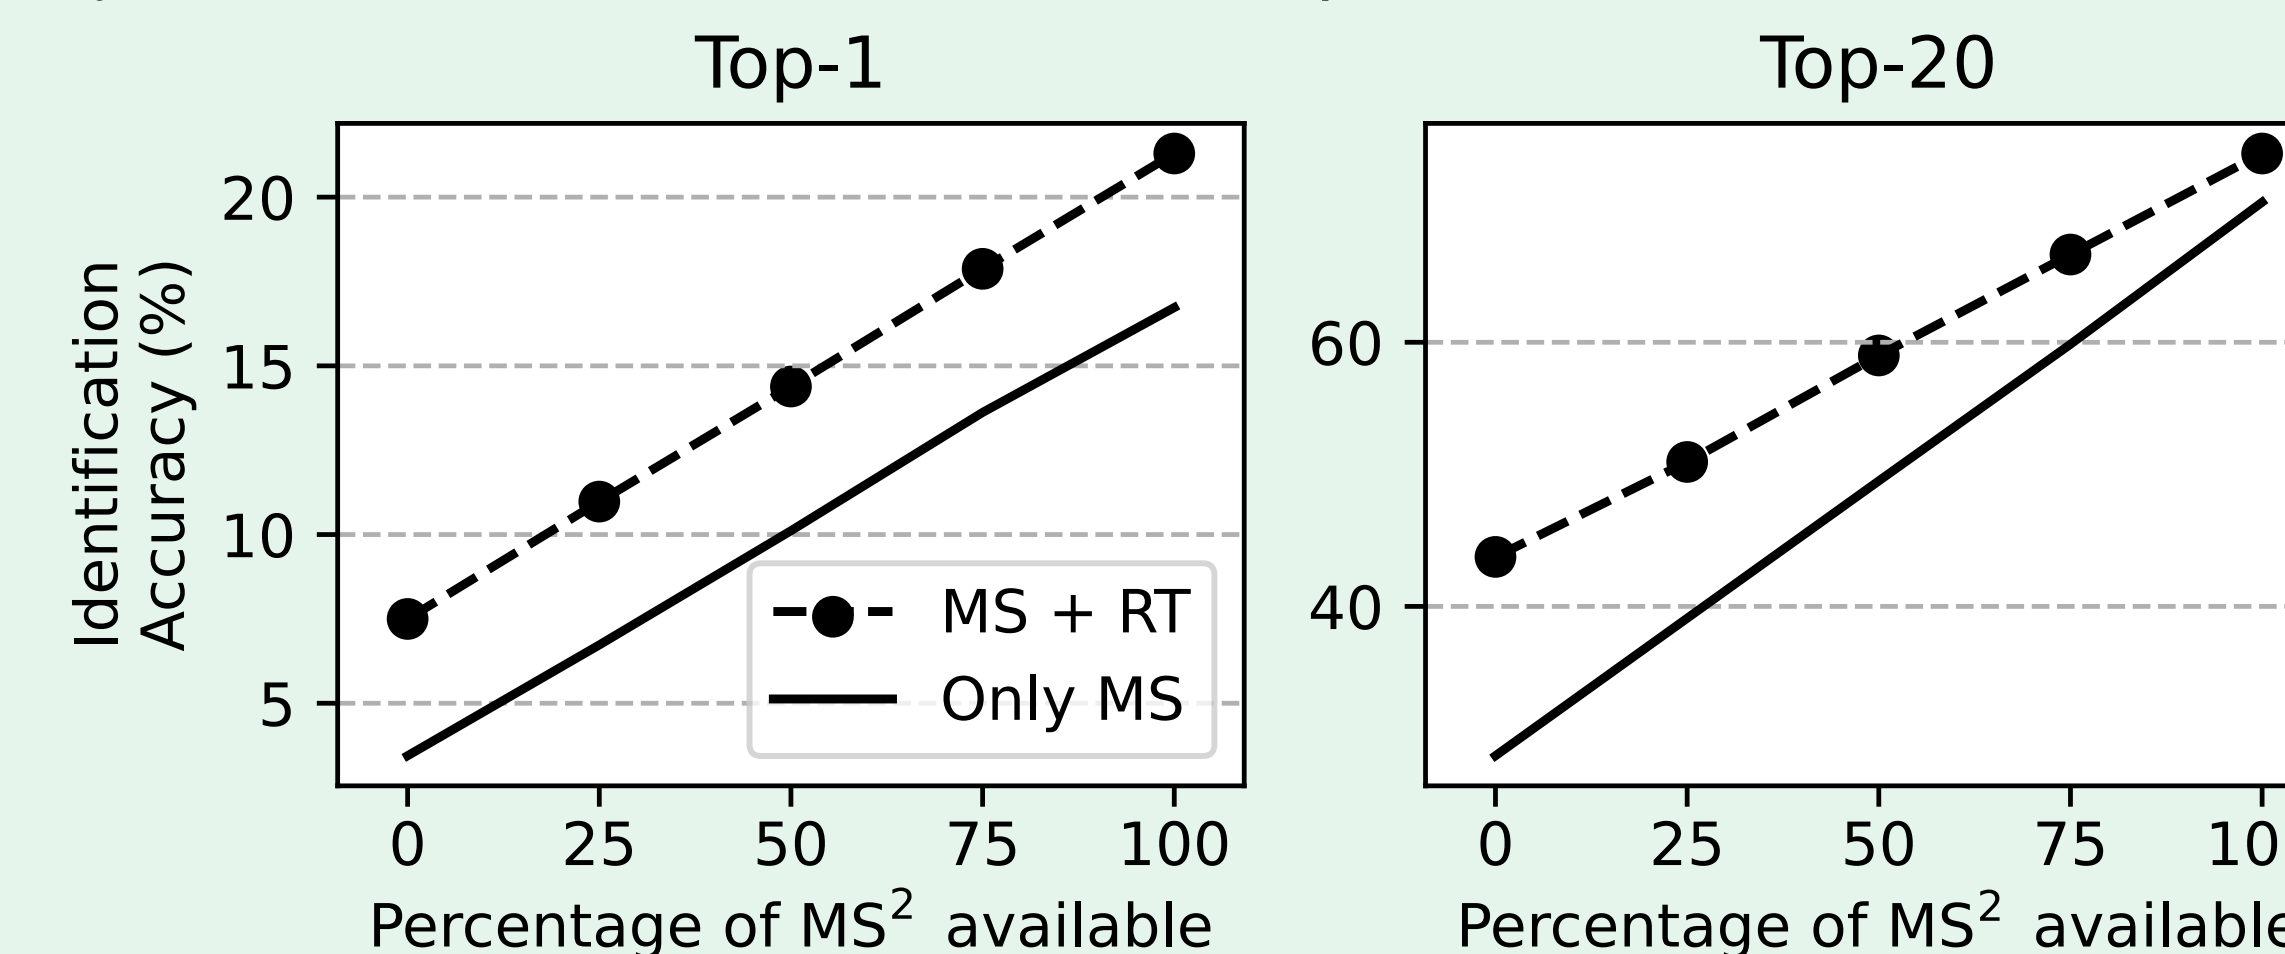 Top-1
Top-20
Identification
Accuracy (%)
20
15
10
5
MS + RT
Only MS
0 25 50 75 100
Percentage of MS² available
60
40
0 25 50 75 10
Percentage of MS² available